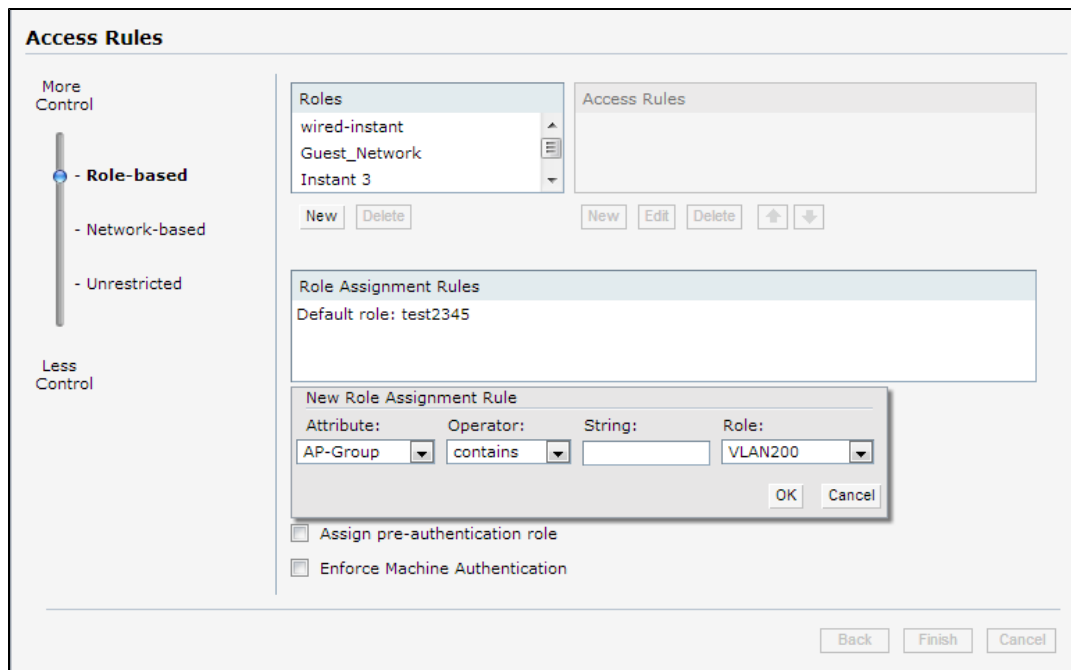 Access Rules
More
Control
- Role-based
- Network-based
- Unrestricted
Less
Control
Roles
wired-instant
Guest_Network
Instant 3
New
Delete
Access Rules
New
Edit
Delete
Role Assignment Rules
Default role: test2345
New Role Assignment Rule
Attribute:
Operator:
String:
Role:
AP-Group
contains
VLAN200
OK
Cancel
Assign pre-authentication role
Enforce Machine Authentication
Back
Finish
Cancel